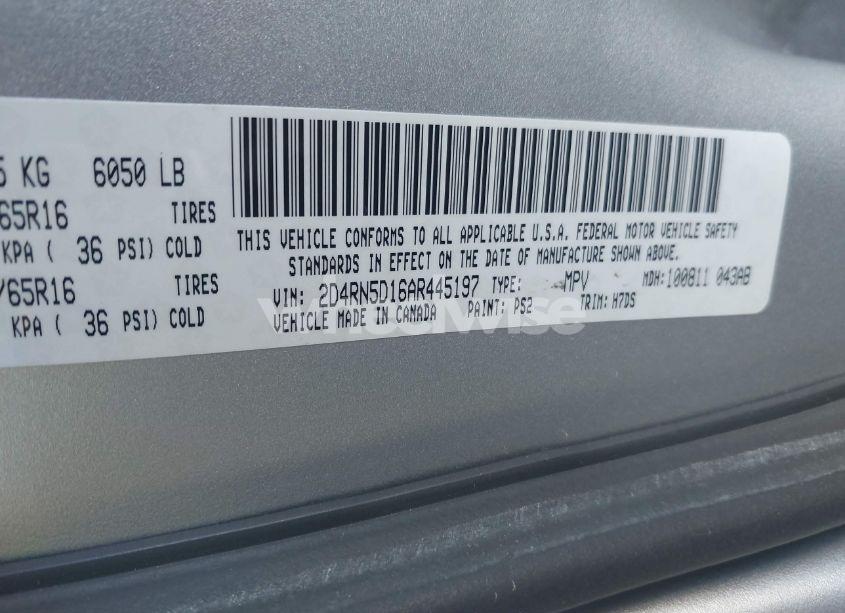 5 KG 6050 LB
65R16 TIRES
KPA ( 36 PSI) COLD
/65R16 TIRES
KPA ( 36 PSI) COLD
THIS VEHICLE CONFORMS TO ALL APPLICABLE U.S.A. FEDERAL MOTOR VEHICLE SAFETY
STANDARDS IN EFFECT ON THE DATE OF MANUFACTURE SHOWN ABOVE.
VIN: 2D4RN5D16AR445197 TYPE: MPV MDH:100811 043AB
VEHICLE MADE IN CANADA PAINT: PS2 TRIM: H7DS
Wheelwise